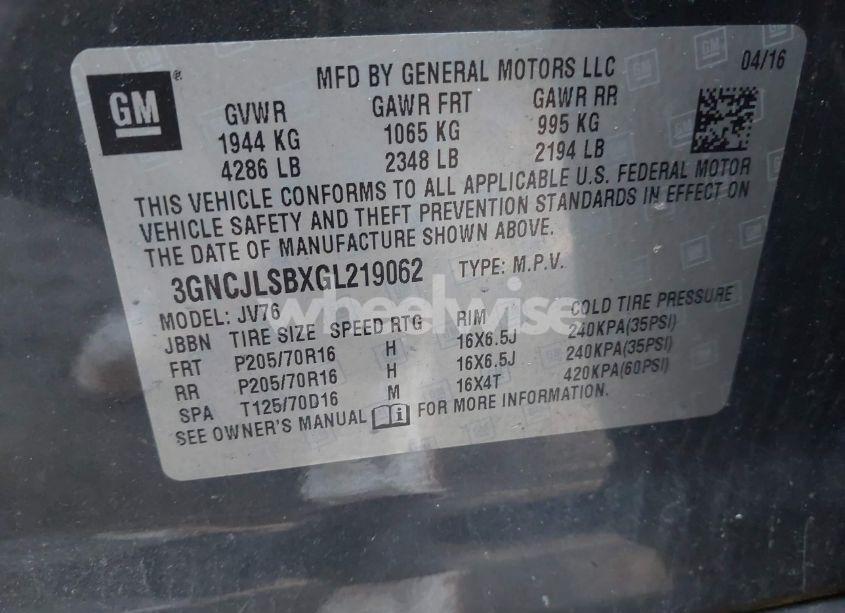 GM
®
MFD BY GENERAL MOTORS LLC 04/16
GVWR GAWR FRT GAWR RR
1944 KG 1065 KG 995 KG
4286 LB 2348 LB 2194 LB
THIS VEHICLE CONFORMS TO ALL APPLICABLE U.S. FEDERAL MOTOR
VEHICLE SAFETY AND THEFT PREVENTION STANDARDS IN EFFECT ON
THE DATE OF MANUFACTURE SHOWN ABOVE.
3GNCJLSBXGL219062 TYPE: M.P.V.
MODEL: JV76
JBBN TIRE SIZE SPEED RTG RIM COLD TIRE PRESSURE
FRT P205/70R16 H 16X6.5J 240KPA(35PSI)
RR P205/70R16 H 16X6.5J 240KPA(35PSI)
SPA T125/70D16 M 16X4T 420KPA(60PSI)
SEE OWNER'S MANUAL i FOR MORE INFORMATION.
wheelwise